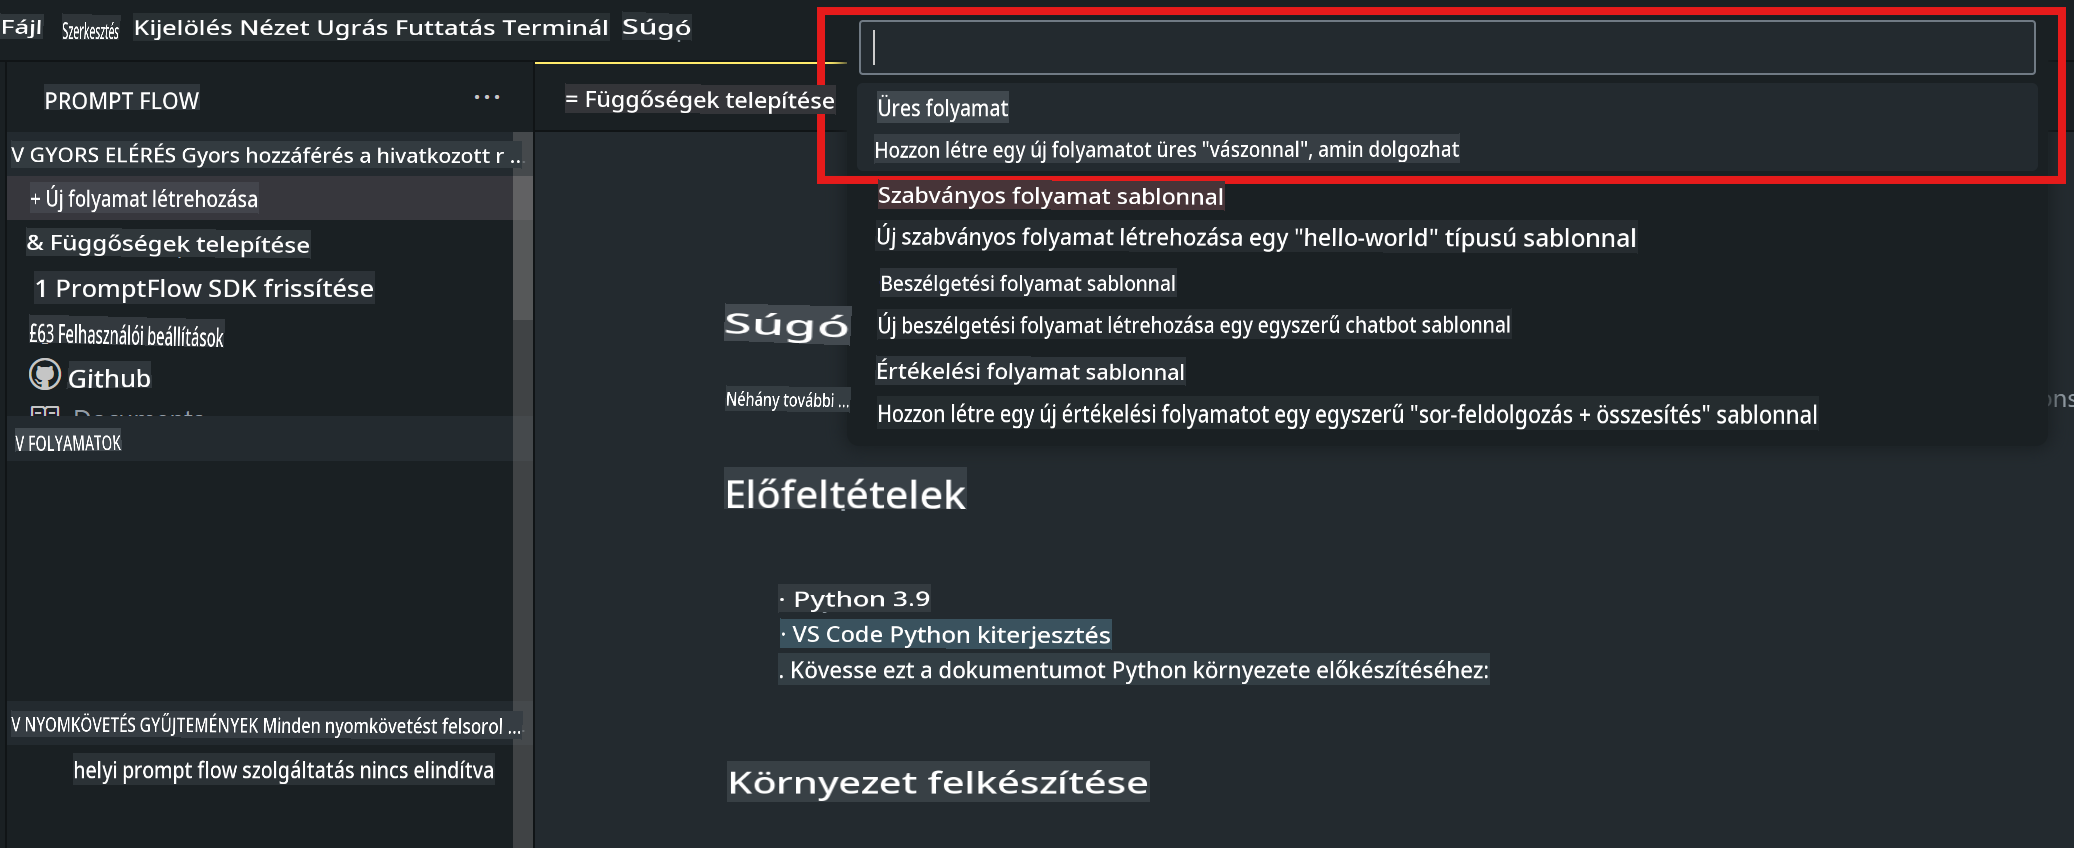 Fájl Szerkesztés Kijelölés Nézet Ugrás Futtatás Terminál Súgó
PROMPT FLOW ...
V GYORS ELÉRÉS Gyors hozzáférés a hivatkozott r ...
+ Új folyamat létrehozása
& Függőségek telepítése
1 PromptFlow SDK frissítése
£63 Felhasználói beállítások
Github
V FOLYAMATOK
V NYOMKÖVETÉS GYŰJTEMÉNYEK Minden nyomkövetést felsorol ...
helyi prompt flow szolgáltatás nincs elindítva
= Függőségek telepítése
Üres folyamat
Hozzon létre egy új folyamatot üres "vászonnal", amin dolgozhat
Szabványos folyamat sablonnal
Új szabványos folyamat létrehozása egy "hello-world" típusú sablonnal
Beszélgetési folyamat sablonnal
Új beszélgetési folyamat létrehozása egy egyszerű chatbot sablonnal
Értékelési folyamat sablonnal
Hozzon létre egy új értékelési folyamatot egy egyszerű "sor-feldolgozás + összesítés" sablonnal
Súgó
Néhány további ...
Előfeltételek
· Python 3.9
· VS Code Python kiterjesztés
. Kövesse ezt a dokumentumot Python környezete előkészítéséhez:
Környezet felkészítése